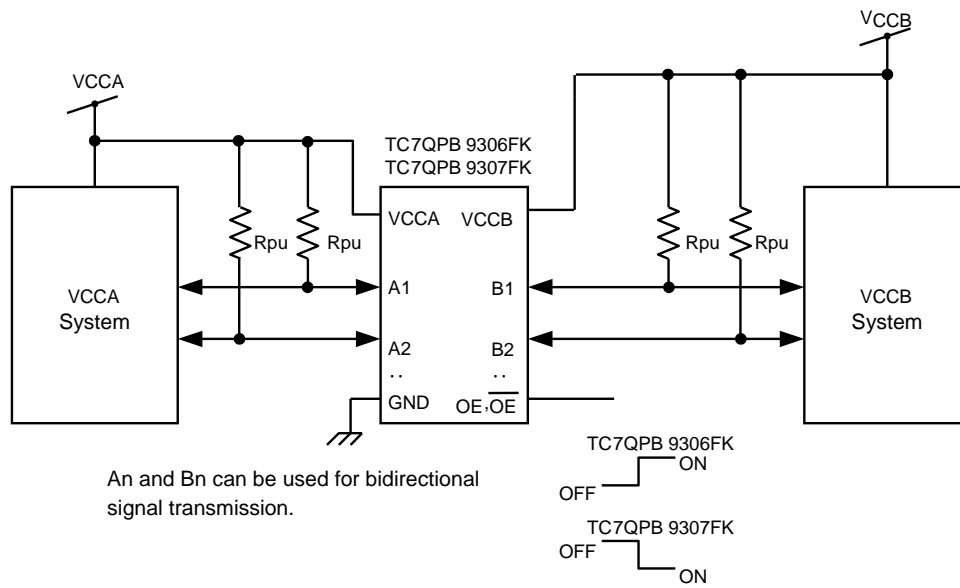 VCCB
VCCA
TC7QPB 9306FK
TC7QPB 9307FK
VCCA VCCB
Rpu Rpu Rpu Rpu
A1 B1
VCCA
System
VCCB
System
A2 B2
.. ..
GND OE,O̅E̅
TC7QPB 9306FK
ON
OFF
An and Bn can be used for bidirectional
signal transmission.
TC7QPB 9307FK
OFF
ON